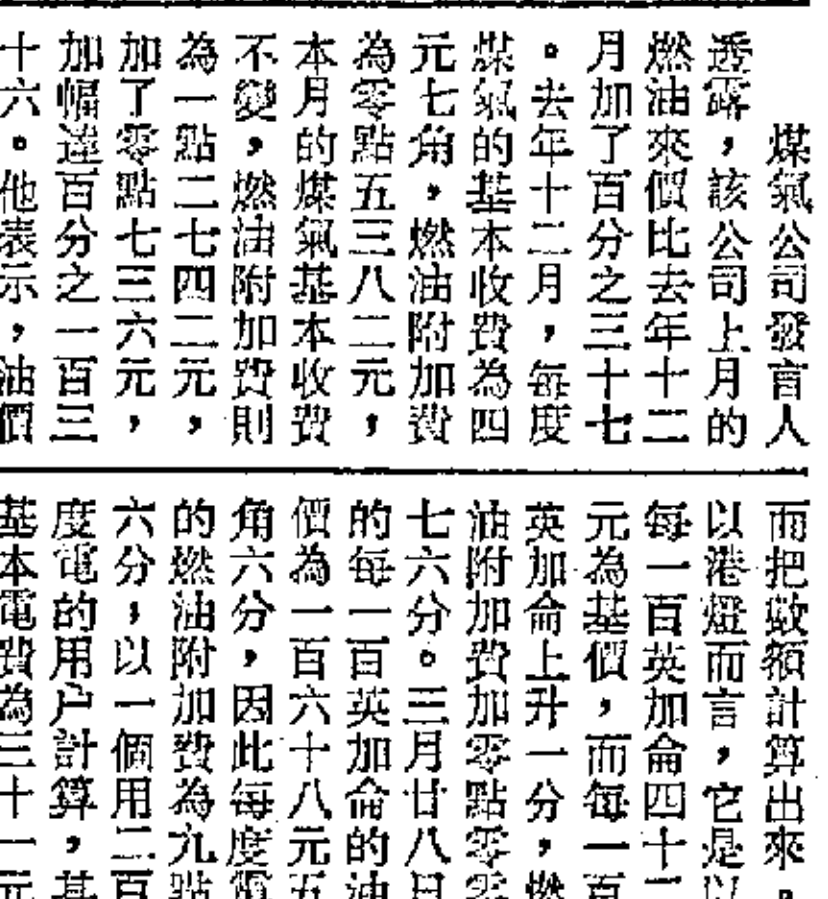 煤氣公司發言人
透露，該公司上月的
燃油來價比去年十二
月加了百分之三十七
。去年十二月，每度
煤氣的基本收費為四
元七角，燃油附加費
為零點五三八二元，
本月的煤氣基本收費
不變，燃油附加費則
為一點二七四二元，
加了零點七三六元，
加幅達百分之一百三
十六。他表示，油價
而把數額計算出來。
以港燈而言，它是以
每一百英加侖四十二
元為基價，而每一百
英加侖上升一分，燃
油附加費加零點零零
七六分。三月廿八日
的每一百英加侖的油
價為一百六十八元五
角六分，因此每度電
的燃油附加費為九點
六分，以一個用二百
度電的用户計算，其
基本電費為三十一元